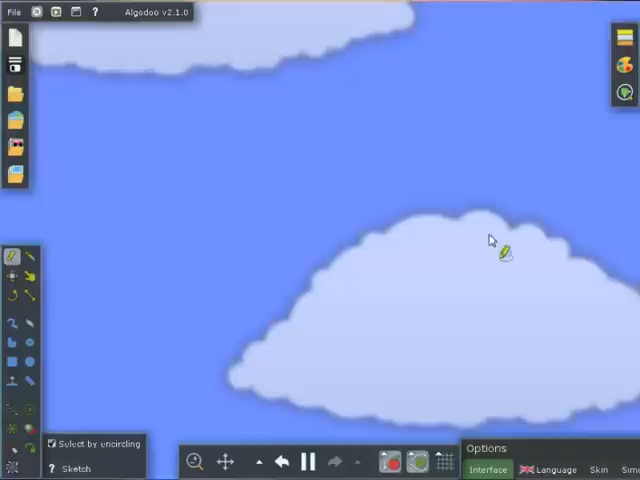 File ? Algodoo v2.1.0
Select by encircling
? Sketch
Options
Interface Language Skin